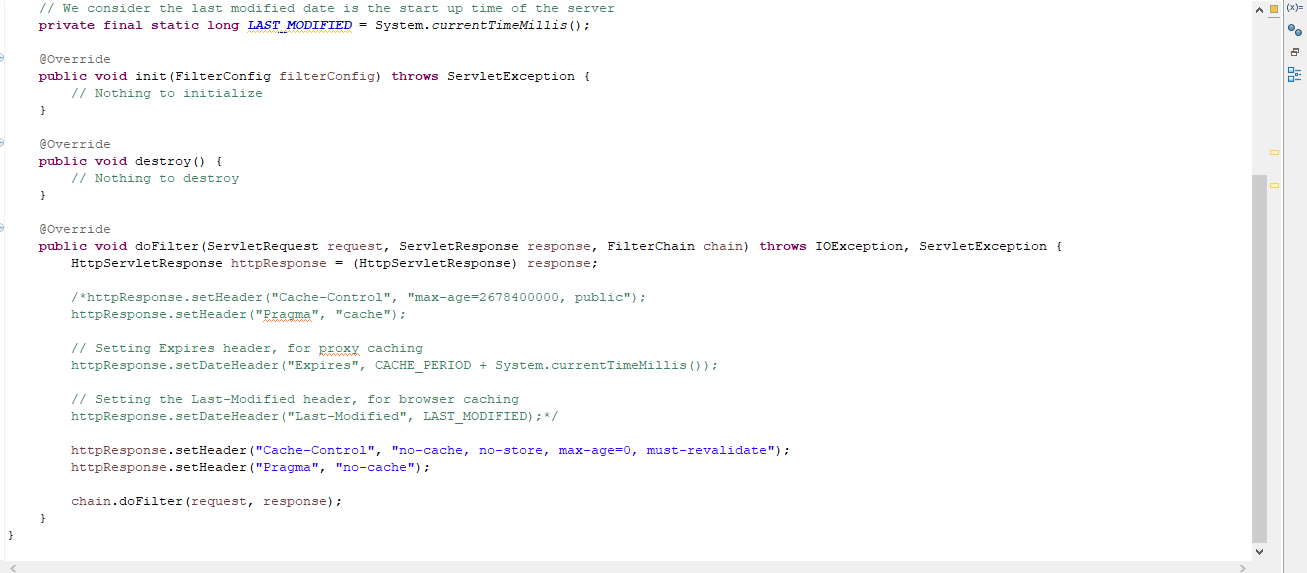 // We consider the last modified date is the start up time of the server
private final static long LAST_MODIFIED = System.currentTimeMillis();
@Override
public void init(FilterConfig filterConfig) throws ServletException {
// Nothing to initialize
}
@Override
public void destroy() {
// Nothing to destroy
}
@Override
public void doFilter(ServletRequest request, ServletResponse response, FilterChain chain) throws IOException, ServletException {
HttpServletResponse httpResponse = (HttpServletResponse) response;
/*httpResponse.setHeader("Cache-Control", "max-age=2678400000, public");
httpResponse.setHeader("Pragma", "cache");
// Setting Expires header, for proxy caching
httpResponse.setDateHeader("Expires", CACHE_PERIOD + System.currentTimeMillis());
// Setting the Last-Modified header, for browser caching
httpResponse.setDateHeader("Last-Modified", LAST_MODIFIED);*/
httpResponse.setHeader("Cache-Control", "no-cache, no-store, max-age=0, must-revalidate");
httpResponse.setHeader("Pragma", "no-cache");
chain.doFilter(request, response);
}
}
(x)=